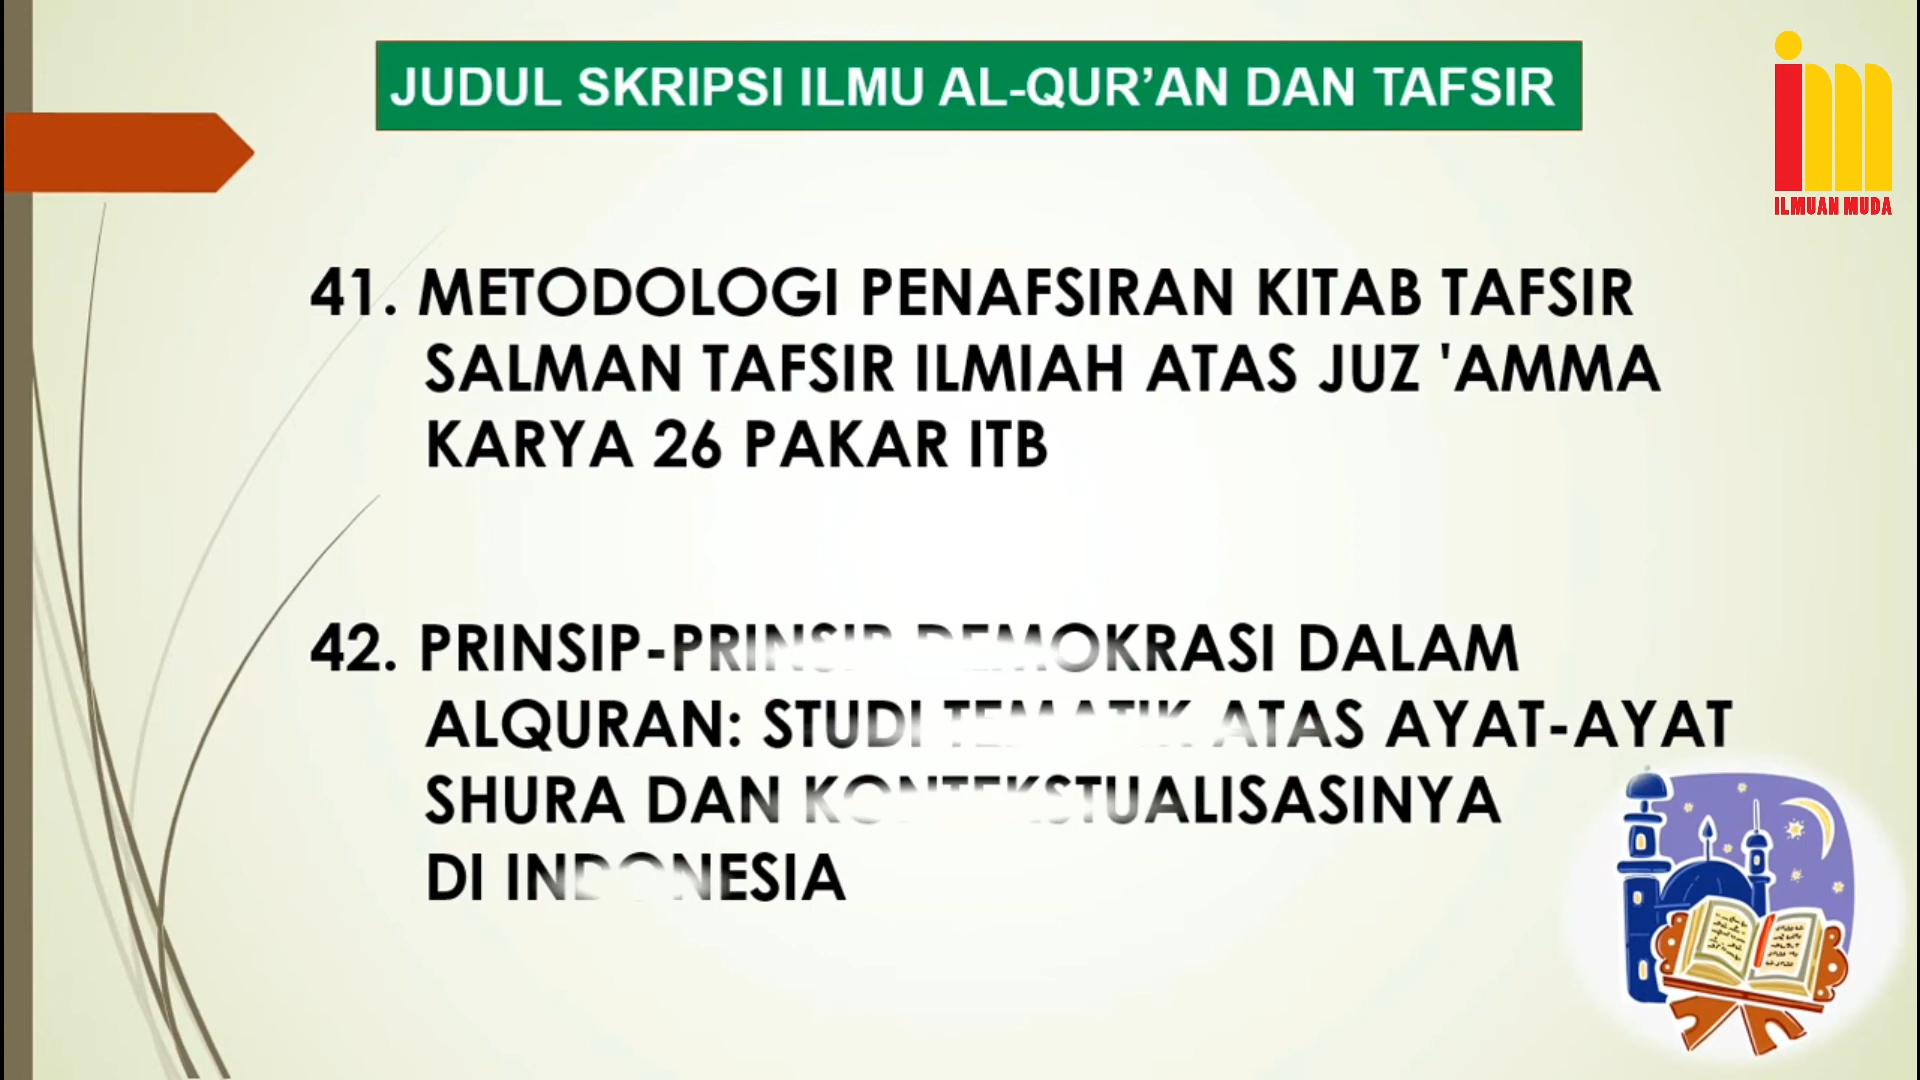 JUDUL SKRIPSI ILMU AL-QUR’AN DAN TAFSIR
ILMUAN MUDA
41. METODOLOGI PENAFSIRAN KITAB TAFSIR
SALMAN TAFSIR ILMIAH ATAS JUZ 'AMMA
KARYA 26 PAKAR ITB
42. PRINSIP-PRINSIP DEMOKRASI DALAM
ALQURAN: STUDI TEMATIK ATAS AYAT-AYAT
SHURA DAN KONTEKSTUALISASINYA
DI INDONESIA